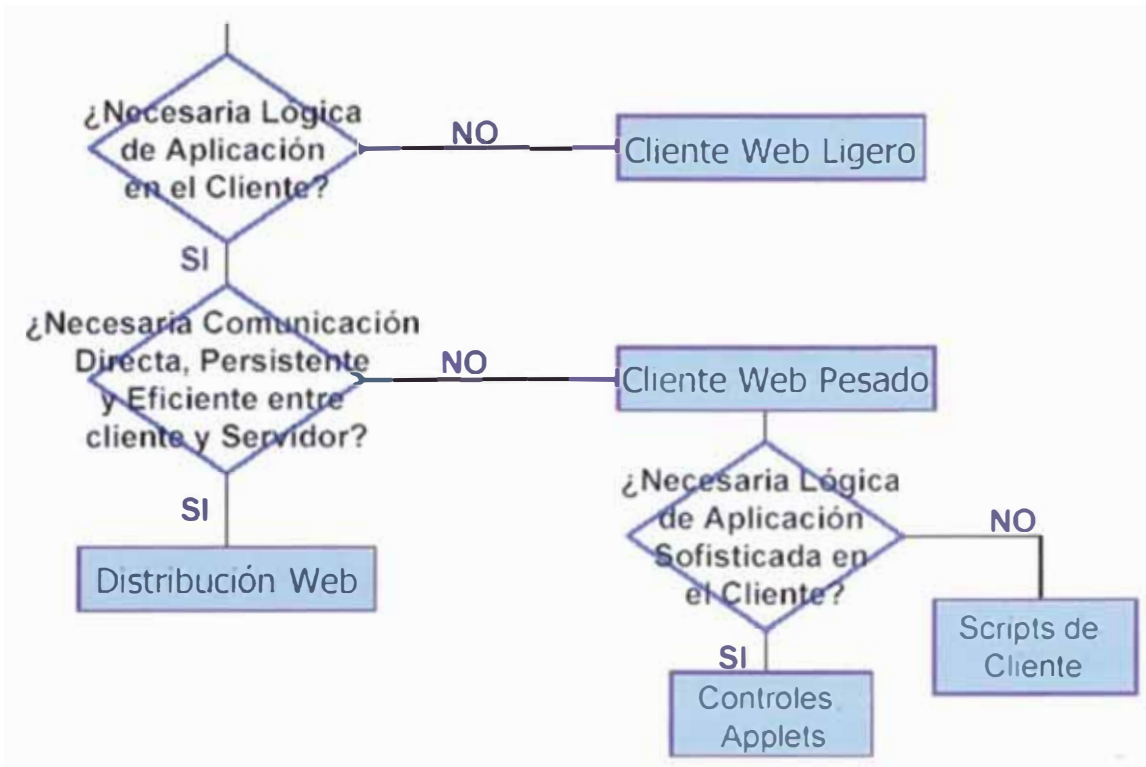 ¿Necesaria Lógica
de Aplicación
en el Cliente?
NO
Cliente Web Ligero
SI
¿Necesaria Comunicación
Directa, Persistente
y Eficiente entre
cliente y Servidor?
NO
Cliente Web Pesado
SI
Distribución Web
¿Necesaria Lógica
de Aplicación
Sofisticada en
el Cliente?
NO
Scripts de
Cliente
SI
Controles
Applets